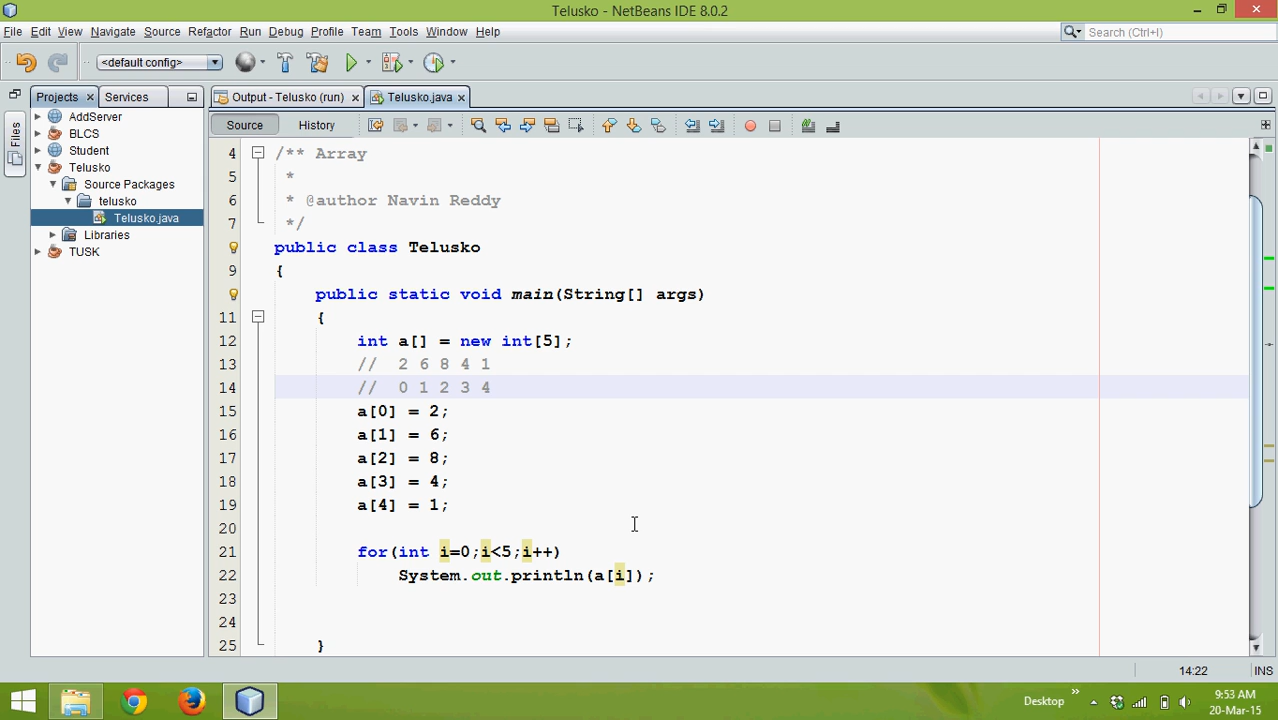 Telusko - NetBeans IDE 8.0.2
File Edit View Navigate Source Refactor Run Debug Profile Team Tools Window Help
Search (Ctrl+I)
<default config>
Projects Services
Output - Telusko (run) Telusko.java
Files
Source History
AddServer
BLCS
Student
Telusko
Source Packages
telusko
Telusko.java
Libraries
TUSK
4 /** Array
5 *
6 * @author Navin Reddy
7 */
public class Telusko
9 {
public static void main(String[] args)
11 {
12 int a[] = new int[5];
13 // 2 6 8 4 1
14 // 0 1 2 3 4
15 a[0] = 2;
16 a[1] = 6;
17 a[2] = 8;
18 a[3] = 4;
19 a[4] = 1;
20
21 for(int i=0;i<5;i++)
22 System.out.println(a[i]);
23
24
25 }
14:22 INS
Desktop
9:53 AM
20-Mar-15